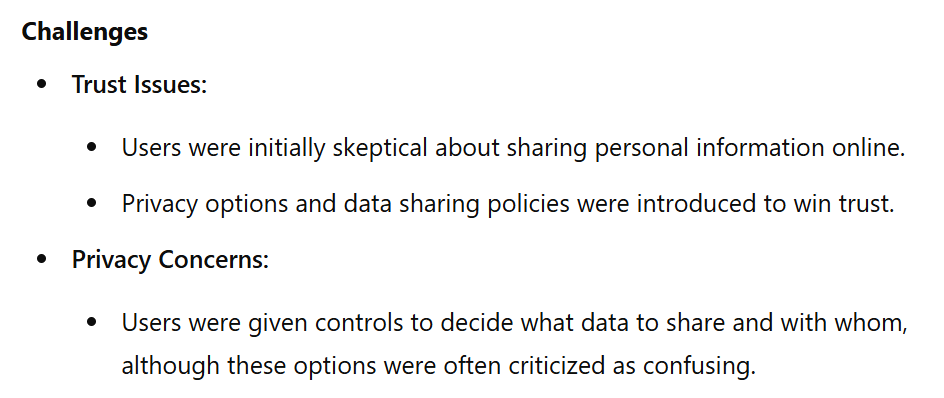 Challenges
Trust Issues:
Users were initially skeptical about sharing personal information online.
Privacy options and data sharing policies were introduced to win trust.
Privacy Concerns:
Users were given controls to decide what data to share and with whom,
although these options were often criticized as confusing.